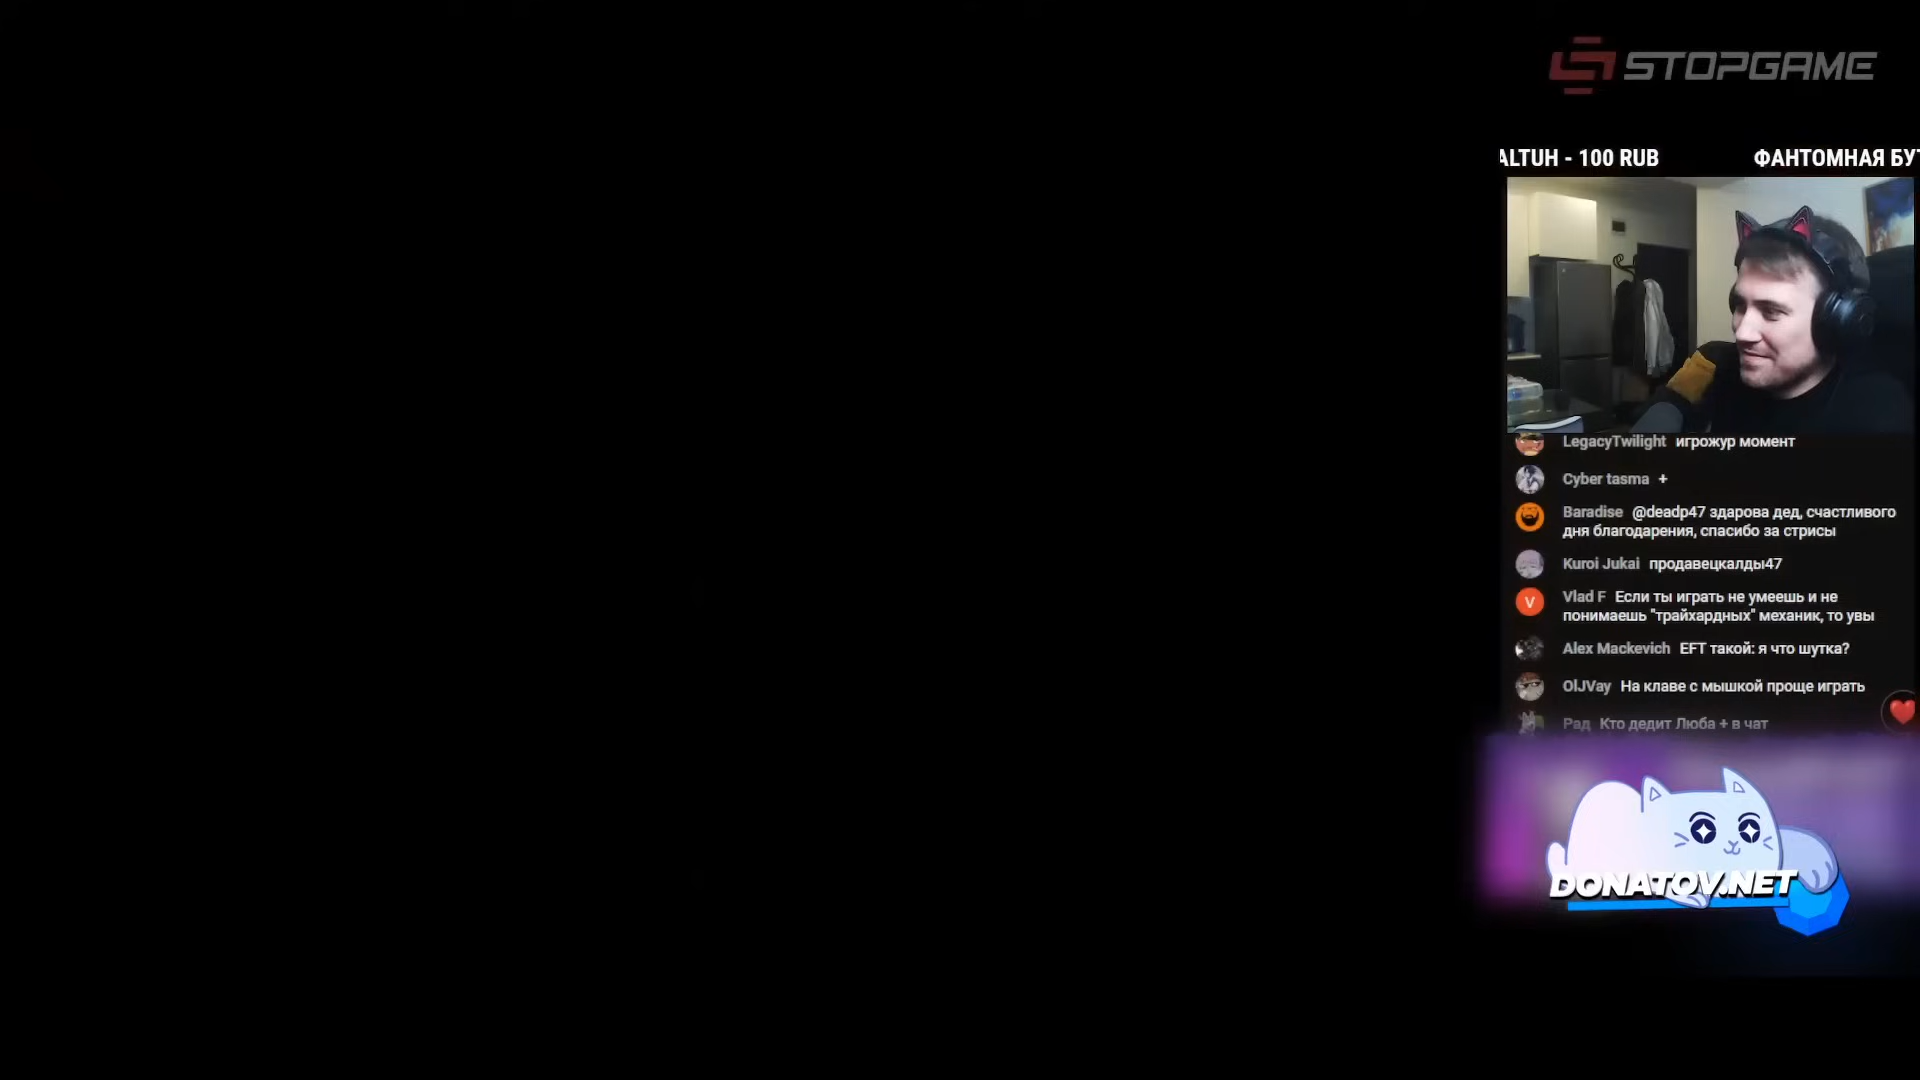 STOPGAME
ALTUH - 100 RUB ФАНТОМНАЯ БУТ
LegacyTwilight игрожур момент
Cyber tasma +
Baradise @deadp47 здарова дед, счастливого
дня благодарения, спасибо за стрисы
Kuroi Jukai продавецкалды47
V
Vlad F Если ты играть не умеешь и не
понимаешь "трайхардных" механик, то увы
Alex Mackevich EFT такой: я что шутка?
OlJVay На клаве с мышкой проще играть
Рад Кто дедит Люба + в чат
DONATOV.NET